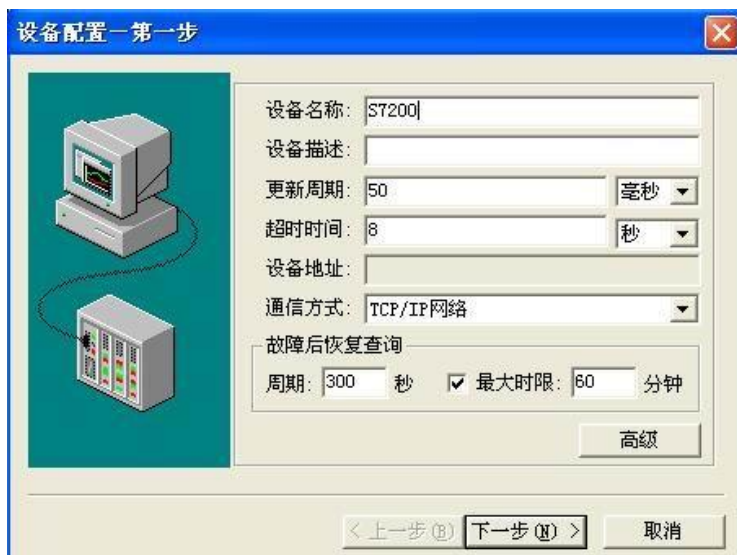 设备配置－第一步
设备名称: S7200
设备描述:
更新周期: 50 毫秒
超时时间: 8 秒
设备地址:
通信方式: TCP/IP网络
故障后恢复查询
周期: 300 秒 最大时限: 60 分钟
高级
< 上一步(B) 下一步(N) > 取消